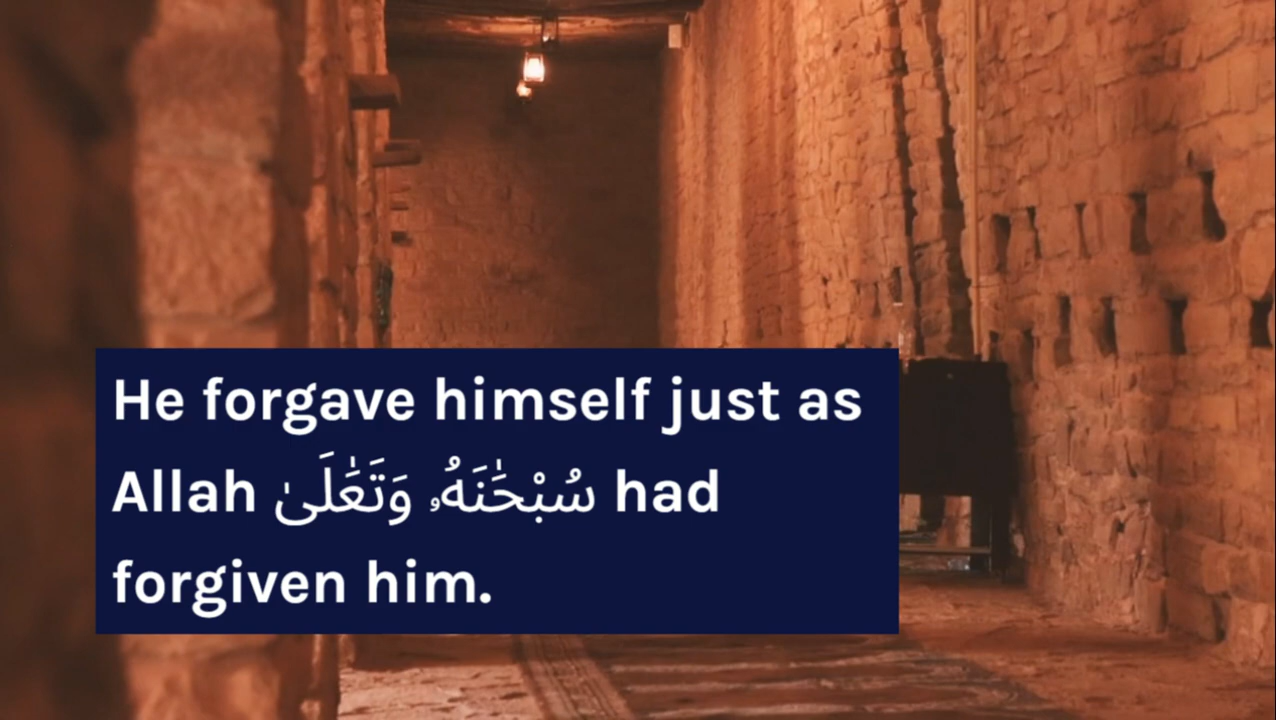 He forgave himself just as
Allah سُبْحَٰنَهُۥ وَتَعَٰلَىٰ had
forgiven him.